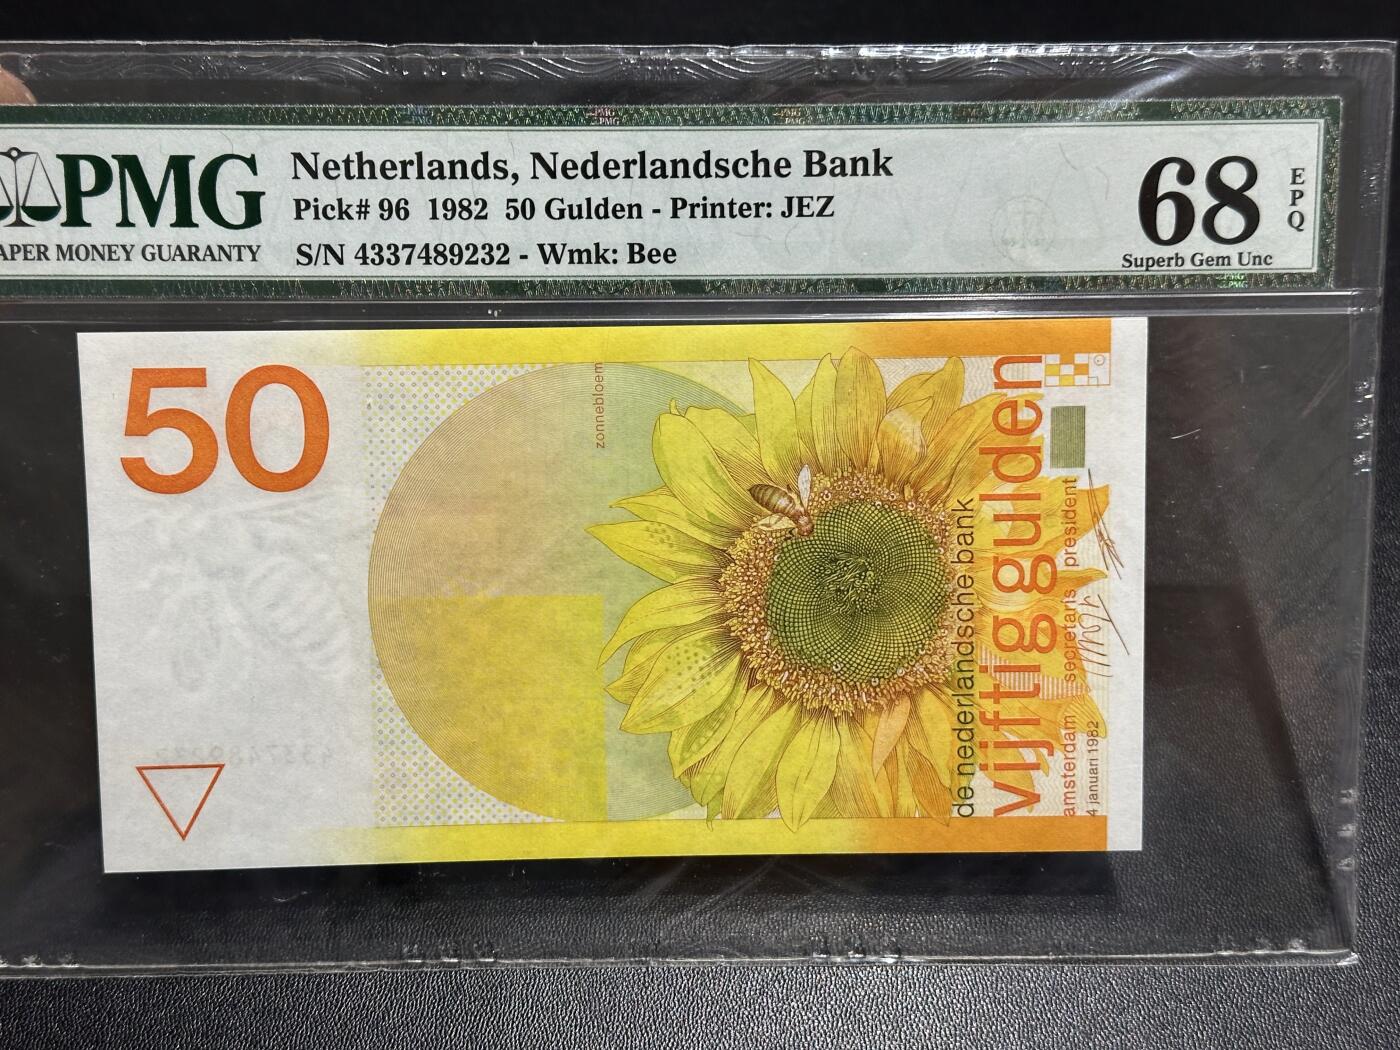 PMG
APER MONEY GUARANTY
Netherlands, Nederlandsche Bank
Pick# 96 1982 50 Gulden - Printer: JEZ
S/N 4337489232 - Wmk: Bee
68
EPQ
Superb Gem Unc
50
zonnebloem
de nederlandsche bank
vijftig gulden
amsterdam secretaris president
4 januari 1982